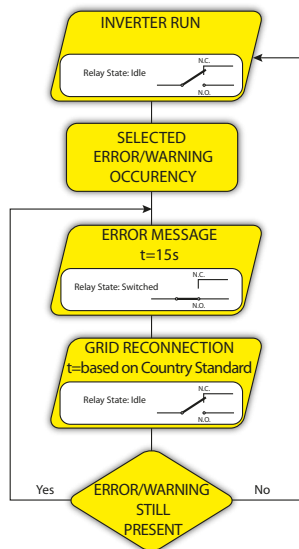 INVERTER RUN
N.C.
Relay State: Idle
N.O.
SELECTED
ERROR/WARNING
OCCURENCY
ERROR MESSAGE
t=15s
N.C.
Relay State: Switched
N.O.
GRID RECONNECTION
t=based on Country Standard
N.C.
Relay State: Idle
N.O.
Yes
ERROR/WARNING
No
STILL
PRESENT